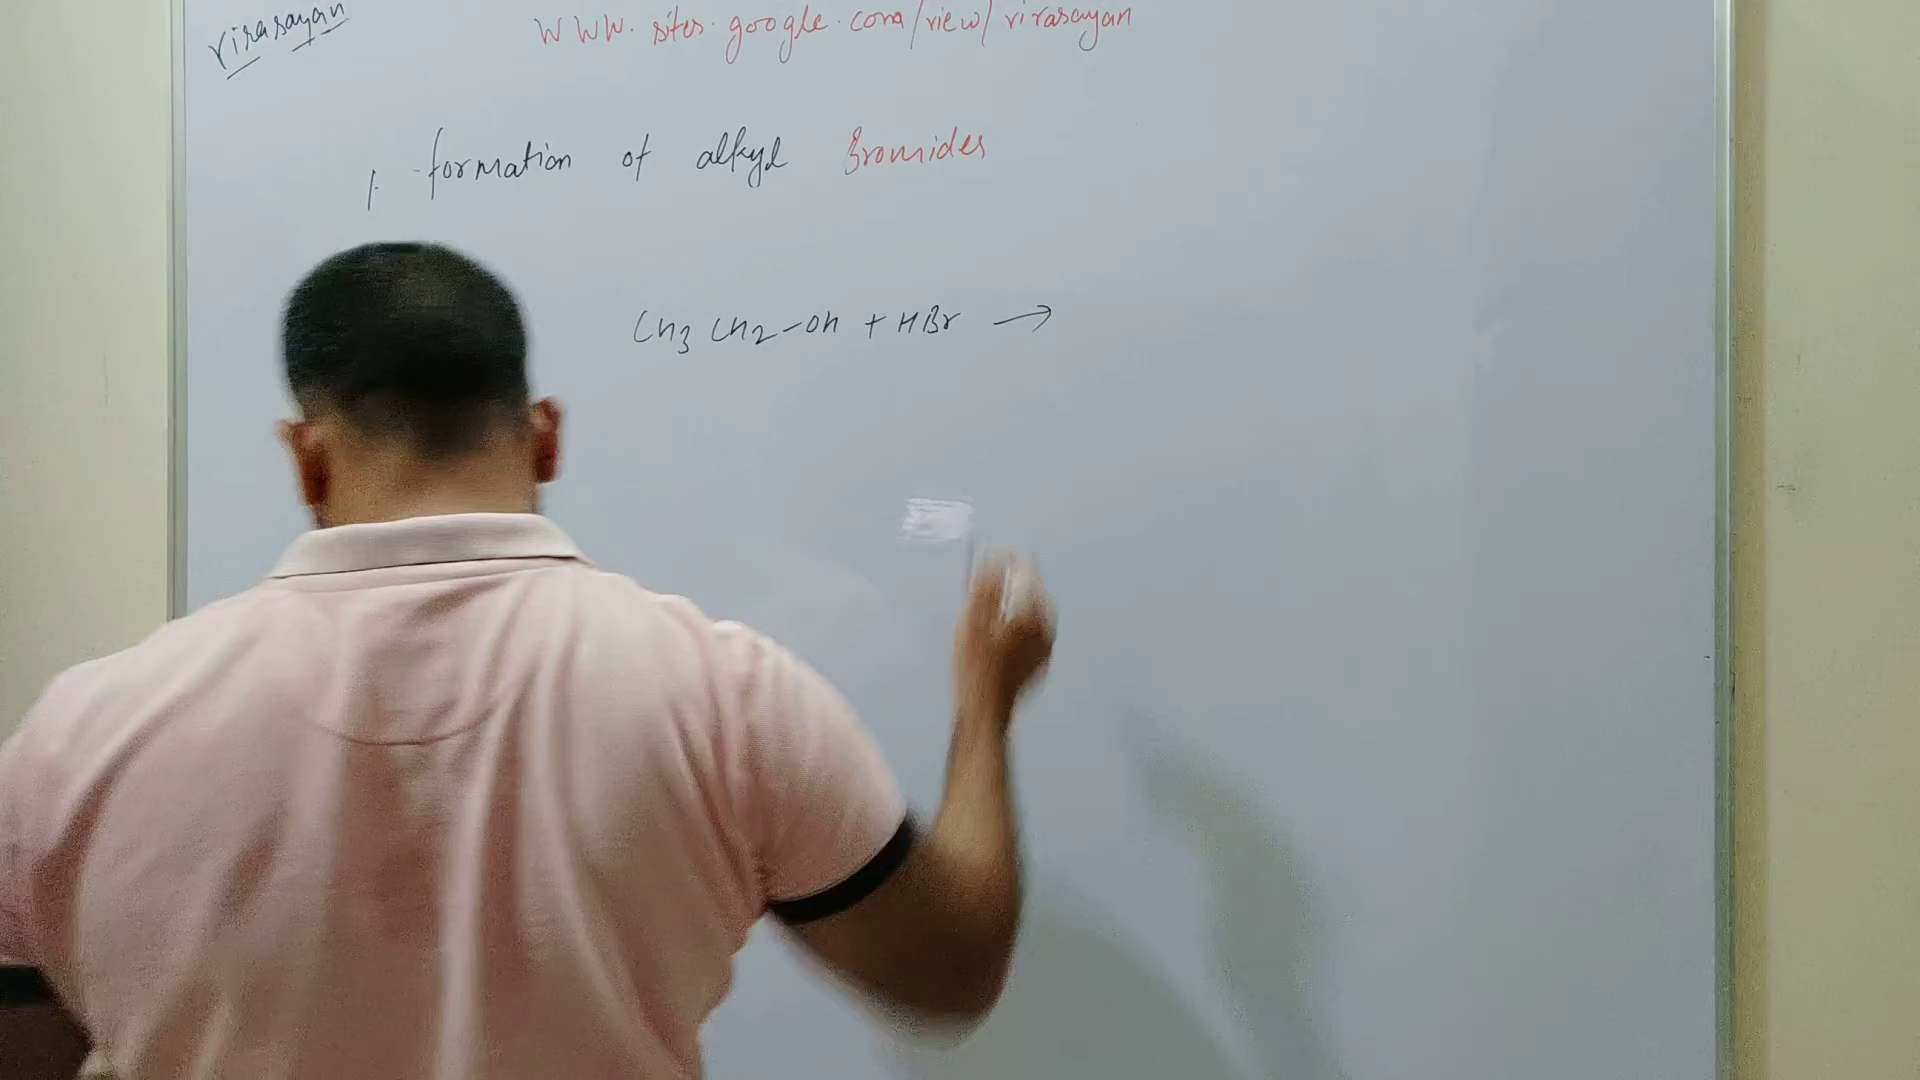 virasayan
WWW.sites.google.com/view/virasayan
1. formation of alkyl Bromides
CH3 CH2-OH + HBr →